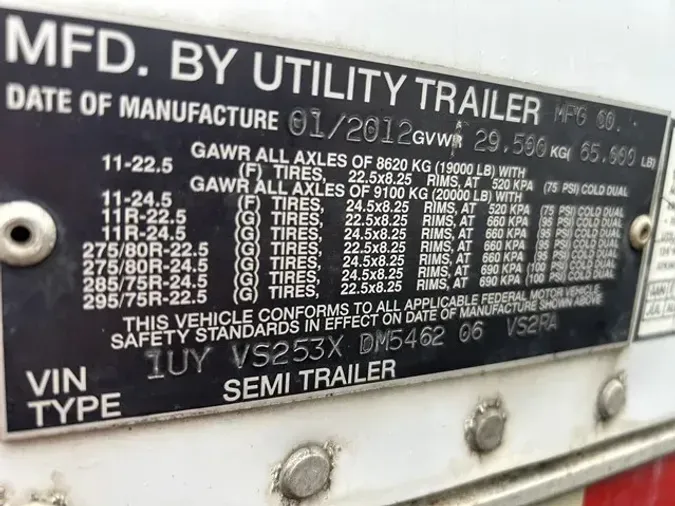 MFD. BY UTILITY TRAILER MFG CO.
DATE OF MANUFACTURE 01/2012 GVWR 29,500 KG( 65,000 LB)
GAWR ALL AXLES OF 8620 KG (19000 LB) WITH
11-22.5 (F) TIRES, 22.5x8.25 RIMS, AT 520 KPA (75 PSI) COLD DUAL
GAWR ALL AXLES OF 9100 KG (20000 LB) WITH
11-24.5 (F) TIRES, 24.5x8.25 RIMS, AT 520 KPA (75 PSI) COLD DUAL
11R-22.5 (G) TIRES, 22.5x8.25 RIMS, AT 660 KPA (95 PSI) COLD DUAL
11R-24.5 (G) TIRES, 24.5x8.25 RIMS, AT 660 KPA (95 PSI) COLD DUAL
275/80R-22.5 (G) TIRES, 22.5x8.25 RIMS, AT 660 KPA (95 PSI) COLD DUAL
275/80R-24.5 (G) TIRES, 24.5x8.25 RIMS, AT 660 KPA (95 PSI) COLD DUAL
285/75R-24.5 (G) TIRES, 24.5x8.25 RIMS, AT 690 KPA (100 PSI) COLD DUAL
295/75R-22.5 (G) TIRES, 22.5x8.25 RIMS, AT 690 KPA (100 PSI) COLD DUAL
THIS VEHICLE CONFORMS TO ALL APPLICABLE FEDERAL MOTOR VEHICLE
SAFETY STANDARDS IN EFFECT ON DATE OF MANUFACTURE SHOWN ABOVE
VIN 1UY VS253X DM5462 06 VS2RA
TYPE SEMI TRAILER